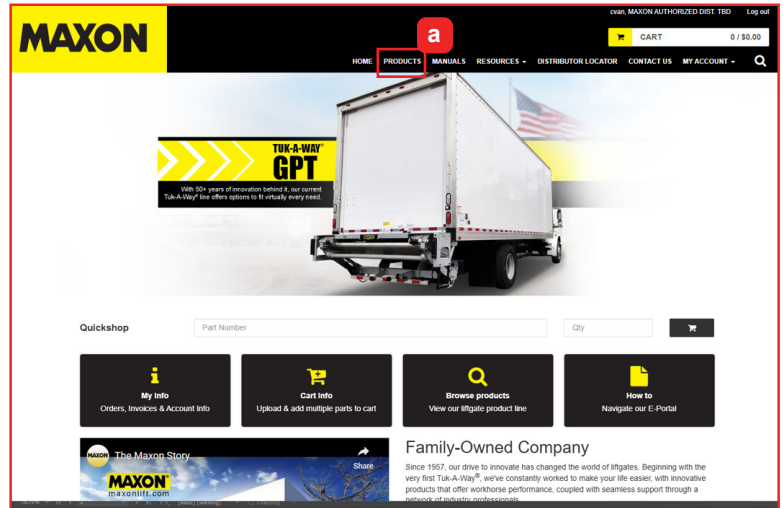 cvan, MAXON AUTHORIZED DIST. TBD Log out
MAXON
a
CART 0 / $0.00
HOME PRODUCTS MANUALS RESOURCES DISTRIBUTOR LOCATOR CONTACT US MY ACCOUNT
TUK-A-WAY®
GPT
With 50+ years of innovation behind it, our current
Tuk-A-Way® line offers options to fit virtually every need.
Quickshop Part Number Qty
My Info
Orders, Invoices & Account Info
Cart Info
Upload & add multiple parts to cart
Browse products
View our liftgate product line
How to
Navigate our E-Portal
MAXON The Maxon Story
Share
MAXON
maxonlift.com
Family-Owned Company
Since 1957, our drive to innovate has changed the world of liftgates. Beginning with the
very first Tuk-A-Way®, we've constantly worked to make your life easier, with innovative
products that offer workhorse performance, coupled with seamless support through a
network of industry professionals.